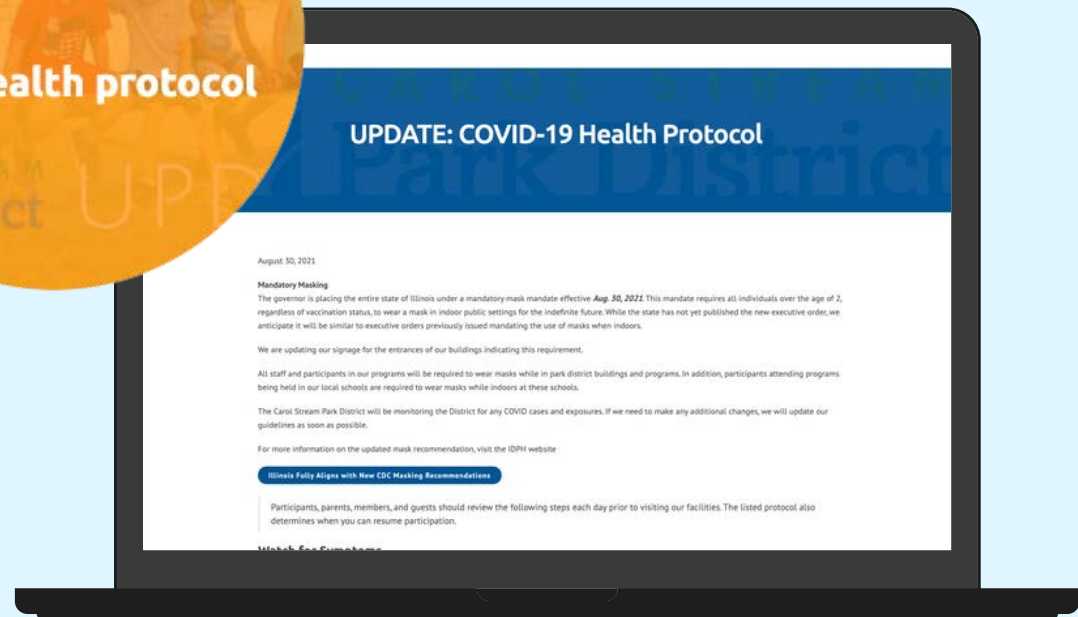 ealth protocol
AM
ct UPD
CAROL STREAM
Park District
UPDATE: COVID-19 Health Protocol
August 30, 2021
Mandatory Masking
The governor is placing the entire state of Illinois under a mandatory mask mandate effective Aug. 30, 2021. This mandate requires all individuals over the age of 2,
regardless of vaccination status, to wear a mask in indoor public settings for the indefinite future. While the state has not yet published the new executive order, we
anticipate it will be similar to executive orders previously issued mandating the use of masks when indoors.
We are updating our signage for the entrances of our buildings indicating this requirement.
All staff and participants in our programs will be required to wear masks while in park district buildings and programs. In addition, participants attending programs
being held in our local schools are required to wear masks while indoors at these schools.
The Carol Stream Park District will be monitoring the District for any COVID cases and exposures. If we need to make any additional changes, we will update our
guidelines as soon as possible.
For more information on the updated mask recommendation, visit the IDPH website
Illinois Fully Aligns with New CDC Masking Recommendations
Participants, parents, members, and guests should review the following steps each day prior to visiting our facilities. The listed protocol also
determines when you can resume participation.
Watch for Symptoms